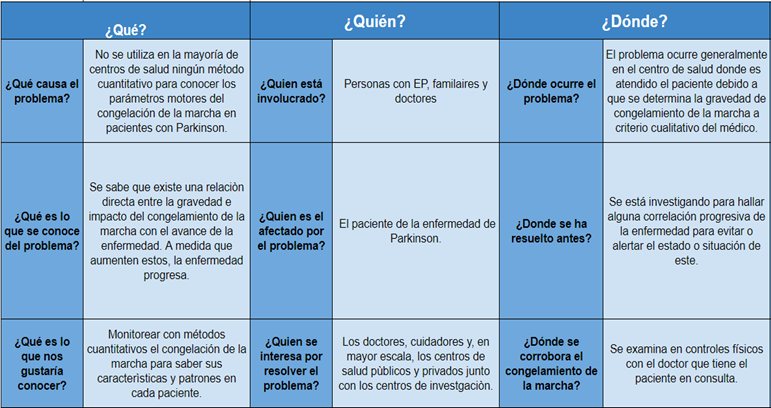 ¿Qué?
¿Quién?
¿Dónde?
¿Qué causa el
problema?
No se utiliza en la mayoría de
centros de salud ningún método
cuantitativo para conocer los
parámetros motores del
congelación de la marcha en
pacientes con Parkinson.
¿Quien está
involucrado?
Personas con EP, familaires y
doctores
¿Dónde ocurre el
problema?
El problema ocurre generalmente
en el centro de salud donde es
atendido el paciente debido a
que se determina la gravedad de
congelamiento de la marcha a
criterio cualitativo del médico.
¿Qué es lo
que se conoce
del problema?
Se sabe que existe una relaciòn
directa entre la gravedad e
impacto del congelamiento de la
marcha con el avance de la
enfermedad. A medida que
aumenten estos, la enfermedad
progresa.
¿Quien es el
afectado por
el problema?
El paciente de la enfermedad de
Parkinson.
¿Donde se ha
resuelto antes?
Se está investigando para hallar
alguna correlación progresiva de
la enfermedad para evitar o
alertar el estado o situación de
este.
¿Qué es lo
que nos
gustaría
conocer?
Monitorear con métodos
cuantitativos el congelación de la
marcha para saber sus
caracterìsticas y patrones en
cada paciente.
¿Quien se
interesa por
resolver el
problema?
Los doctores, cuidadores y, en
mayor escala, los centros de
salud pùblicos y privados junto
con los centros de investigaciòn.
¿Dónde se
corrobora el
congelamiento de
la marcha?
Se examina en controles físicos
con el doctor que tiene el
paciente en consulta.